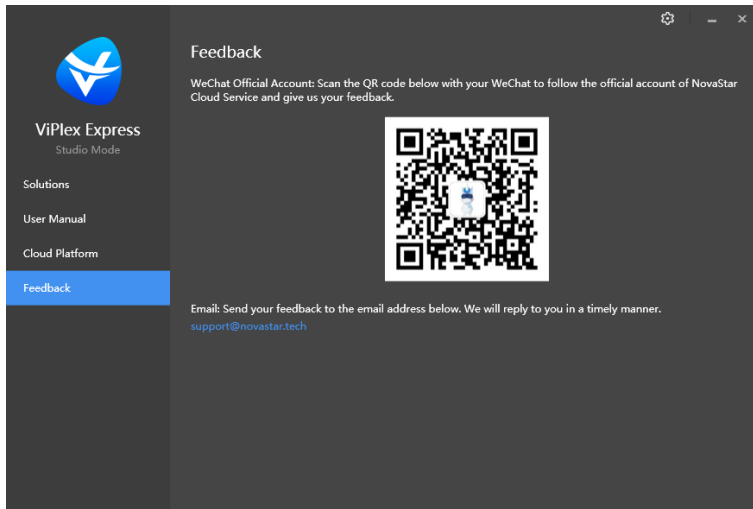 ViPlex Express
Studio Mode
Solutions
User Manual
Cloud Platform
Feedback
Feedback
WeChat Official Account: Scan the QR code below with your WeChat to follow the official account of NovaStar
Cloud Service and give us your feedback.
Email: Send your feedback to the email address below. We will reply to you in a timely manner.
support@novastar.tech